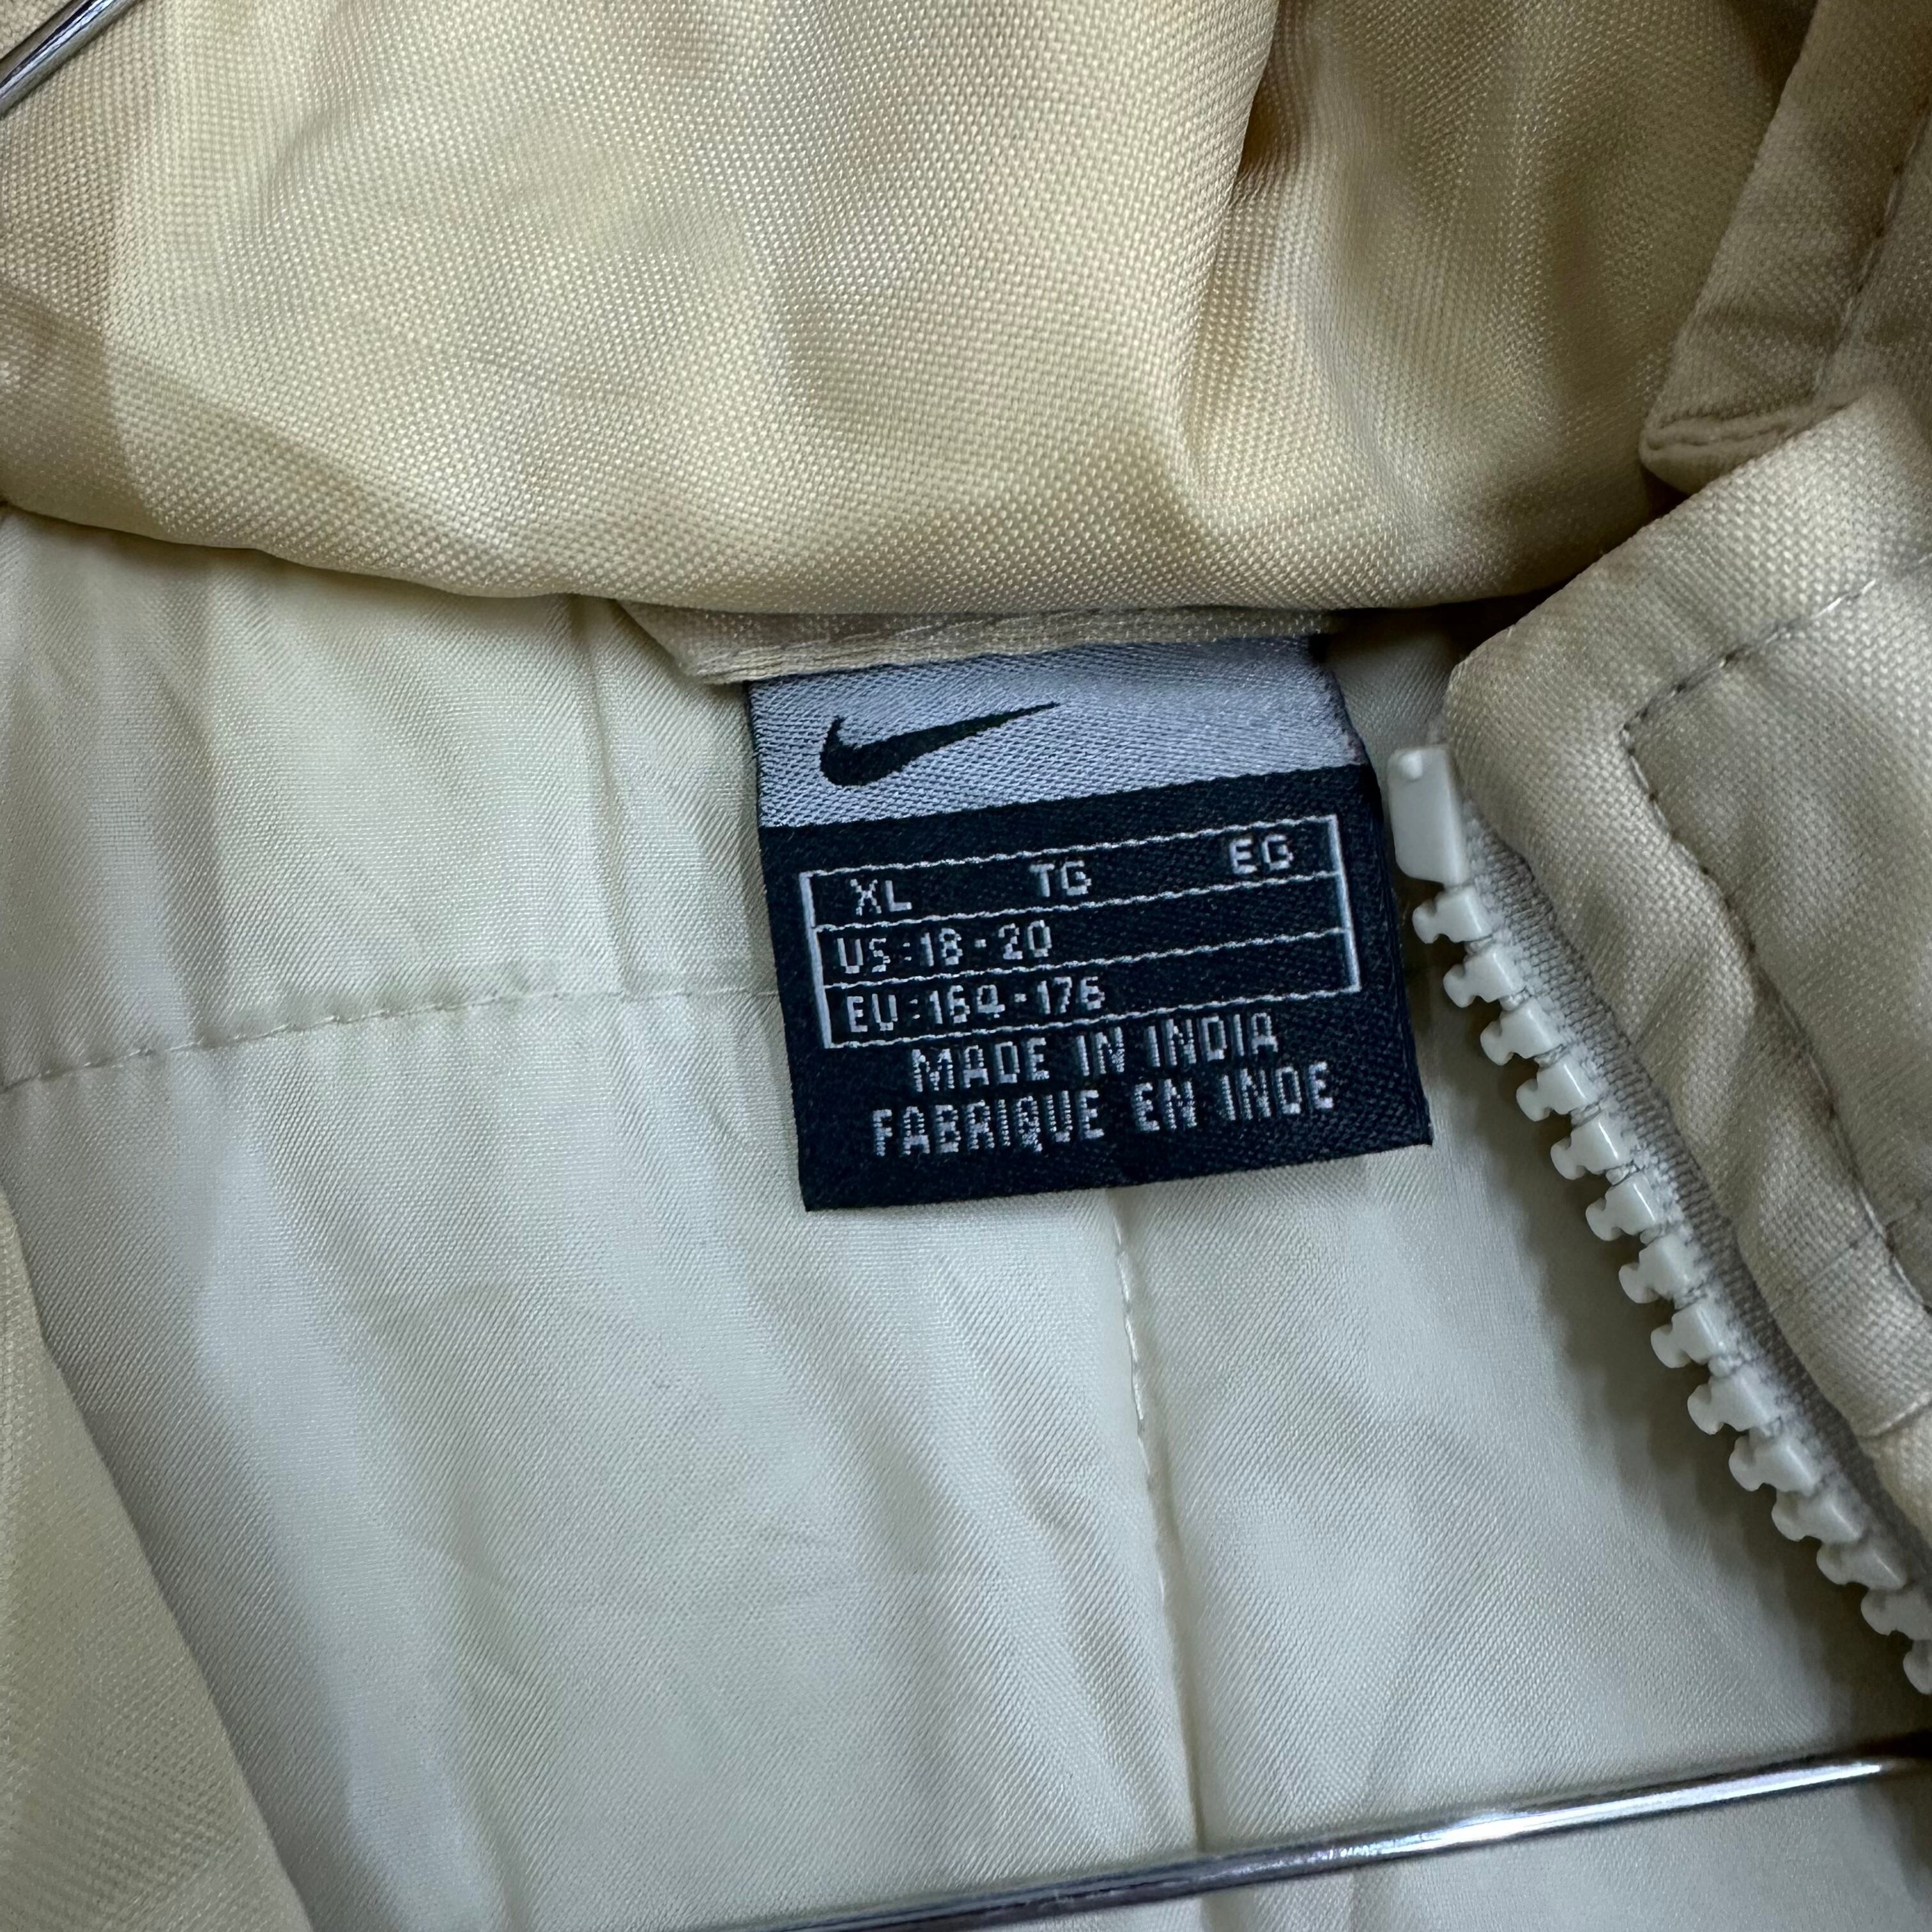 XL TG EG
US:18-20
EU:164-176
MADE IN INDIA
FABRIQUE EN INDE